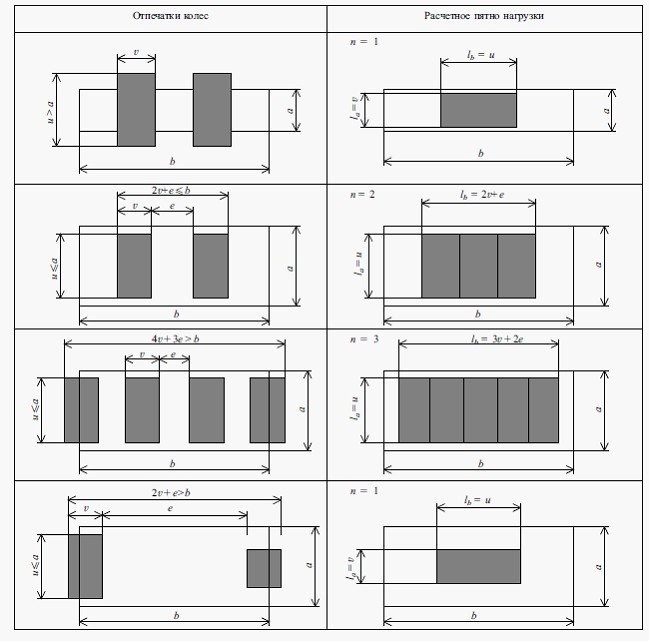 Отпечатки колес
Расчетное пятно нагрузки
v
u > a
a
b
n = 1
l_b = u
l_a = v
a
b
2v+e ⩽ b
v
e
u ⩽ a
a
b
n = 2
l_b = 2v+e
l_a = u
a
b
4v + 3e > b
v
e
u ⩽ a
a
b
n = 3
l_b = 3v + 2e
l_a = u
a
b
2v + e > b
v
e
u ⩽ a
a
b
n = 1
l_b = u
l_a = v
a
b